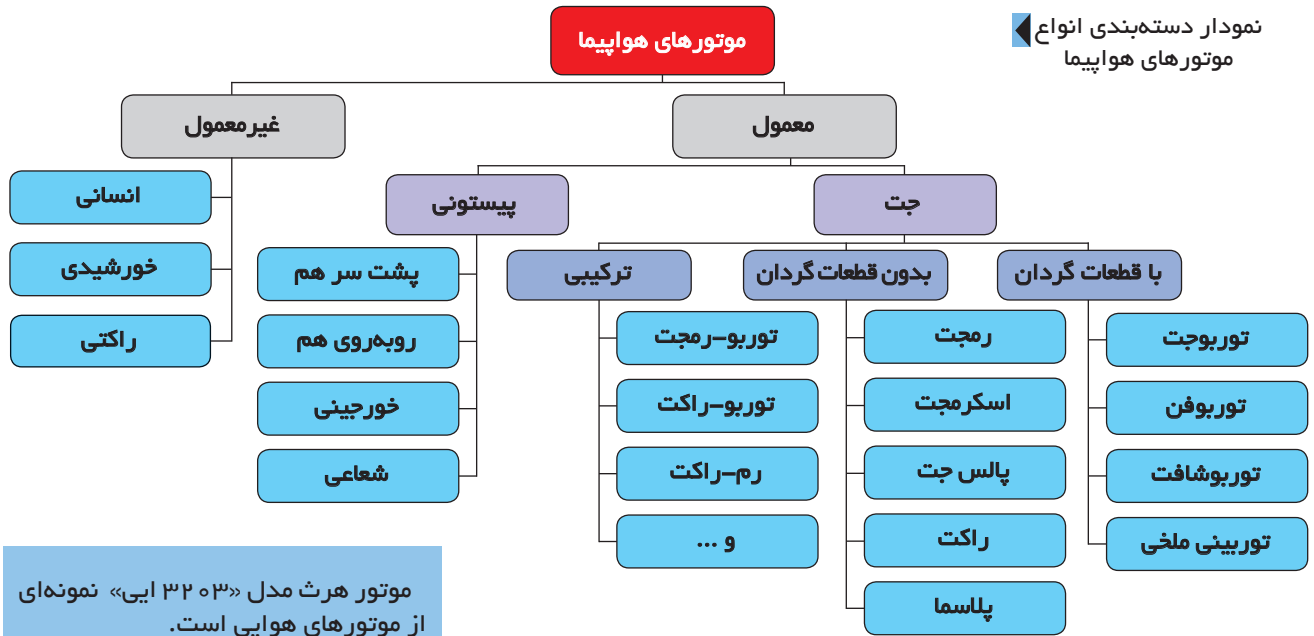 نمودار دسته‌بندی انواع
موتورهای هواپیما
موتورهای هواپیما
معمول
غیرمعمول
جت
پیستونی
با قطعات گردان
بدون قطعات گردان
ترکیبی
توربوجت
توربوفن
توربوشافت
توربینی ملخی
رمجت
اسکرمجت
پالس جت
راکت
پلاسما
توربو-رمجت
توربو-راکت
رم-راکت
و ...
پشت سر هم
روبه‌روی هم
خورجینی
شعاعی
انسانی
خورشیدی
راکتی
موتور هرث مدل «۳۲۰۳ ایی» نمونه‌ای
از موتورهای هوایی است.